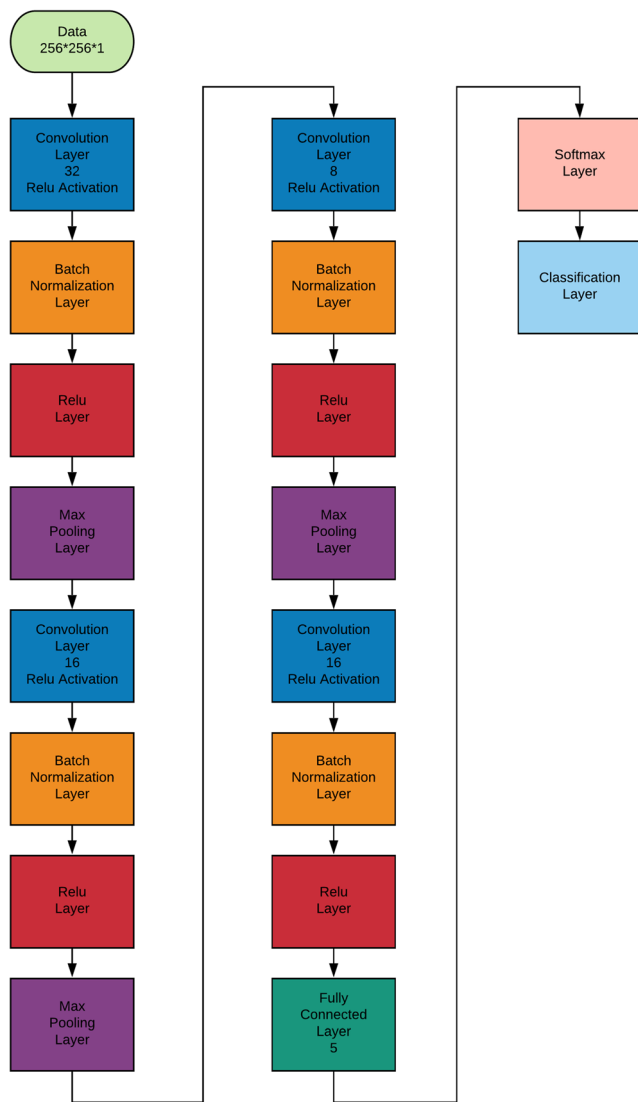 Data
256*256*1
Convolution
Layer
32
Relu Activation
Batch
Normalization
Layer
Relu
Layer
Max
Pooling
Layer
Convolution
Layer
16
Relu Activation
Batch
Normalization
Layer
Relu
Layer
Max
Pooling
Layer
Convolution
Layer
8
Relu Activation
Batch
Normalization
Layer
Relu
Layer
Max
Pooling
Layer
Convolution
Layer
16
Relu Activation
Batch
Normalization
Layer
Relu
Layer
Fully
Connected
Layer
5
Softmax
Layer
Classification
Layer